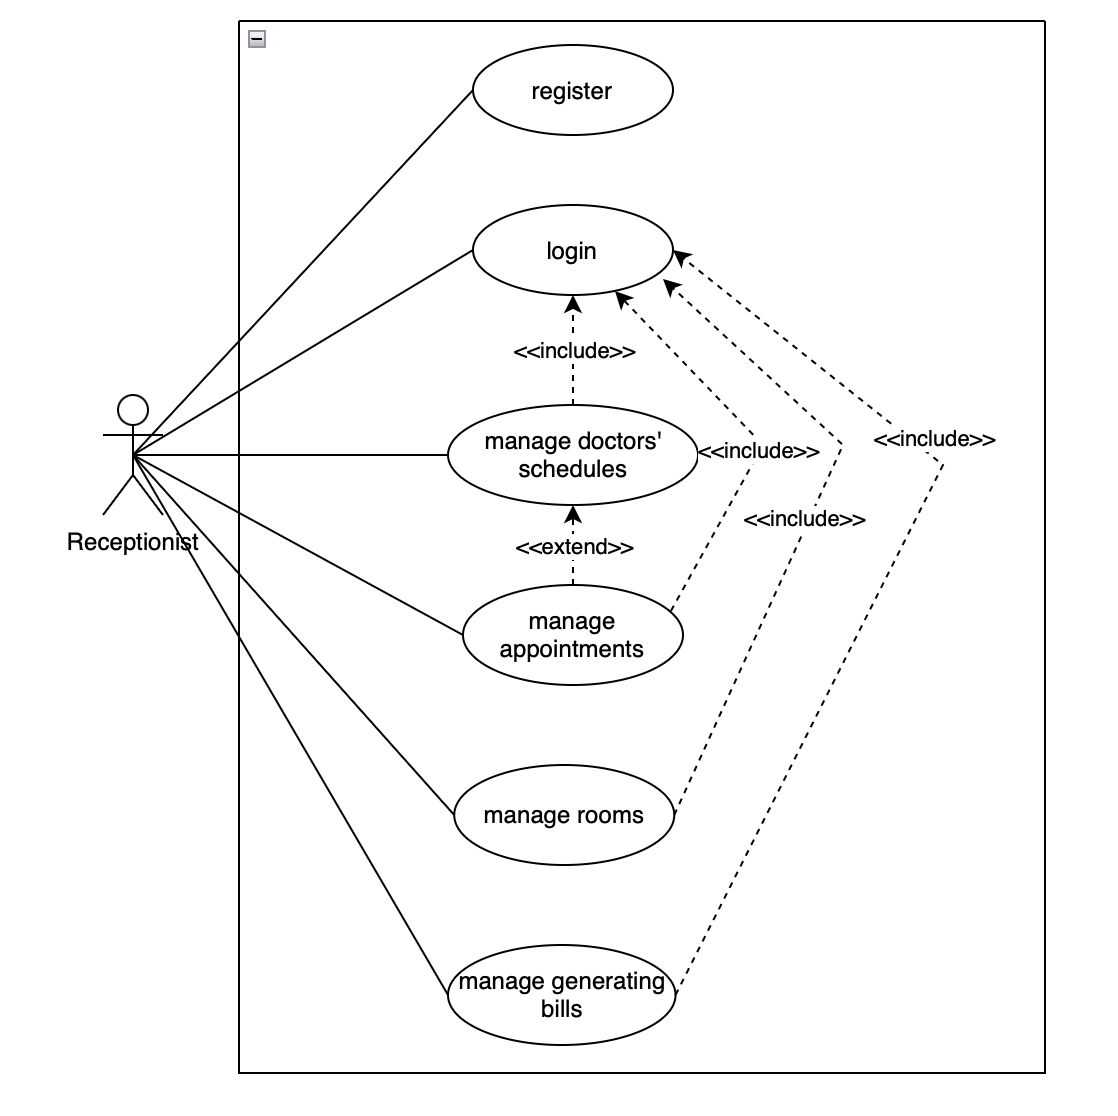 register
login
<<include>>
manage doctors'
schedules
<<include>>
<<include>>
<<include>>
<<extend>>
Receptionist
manage
appointments
manage rooms
manage generating
bills